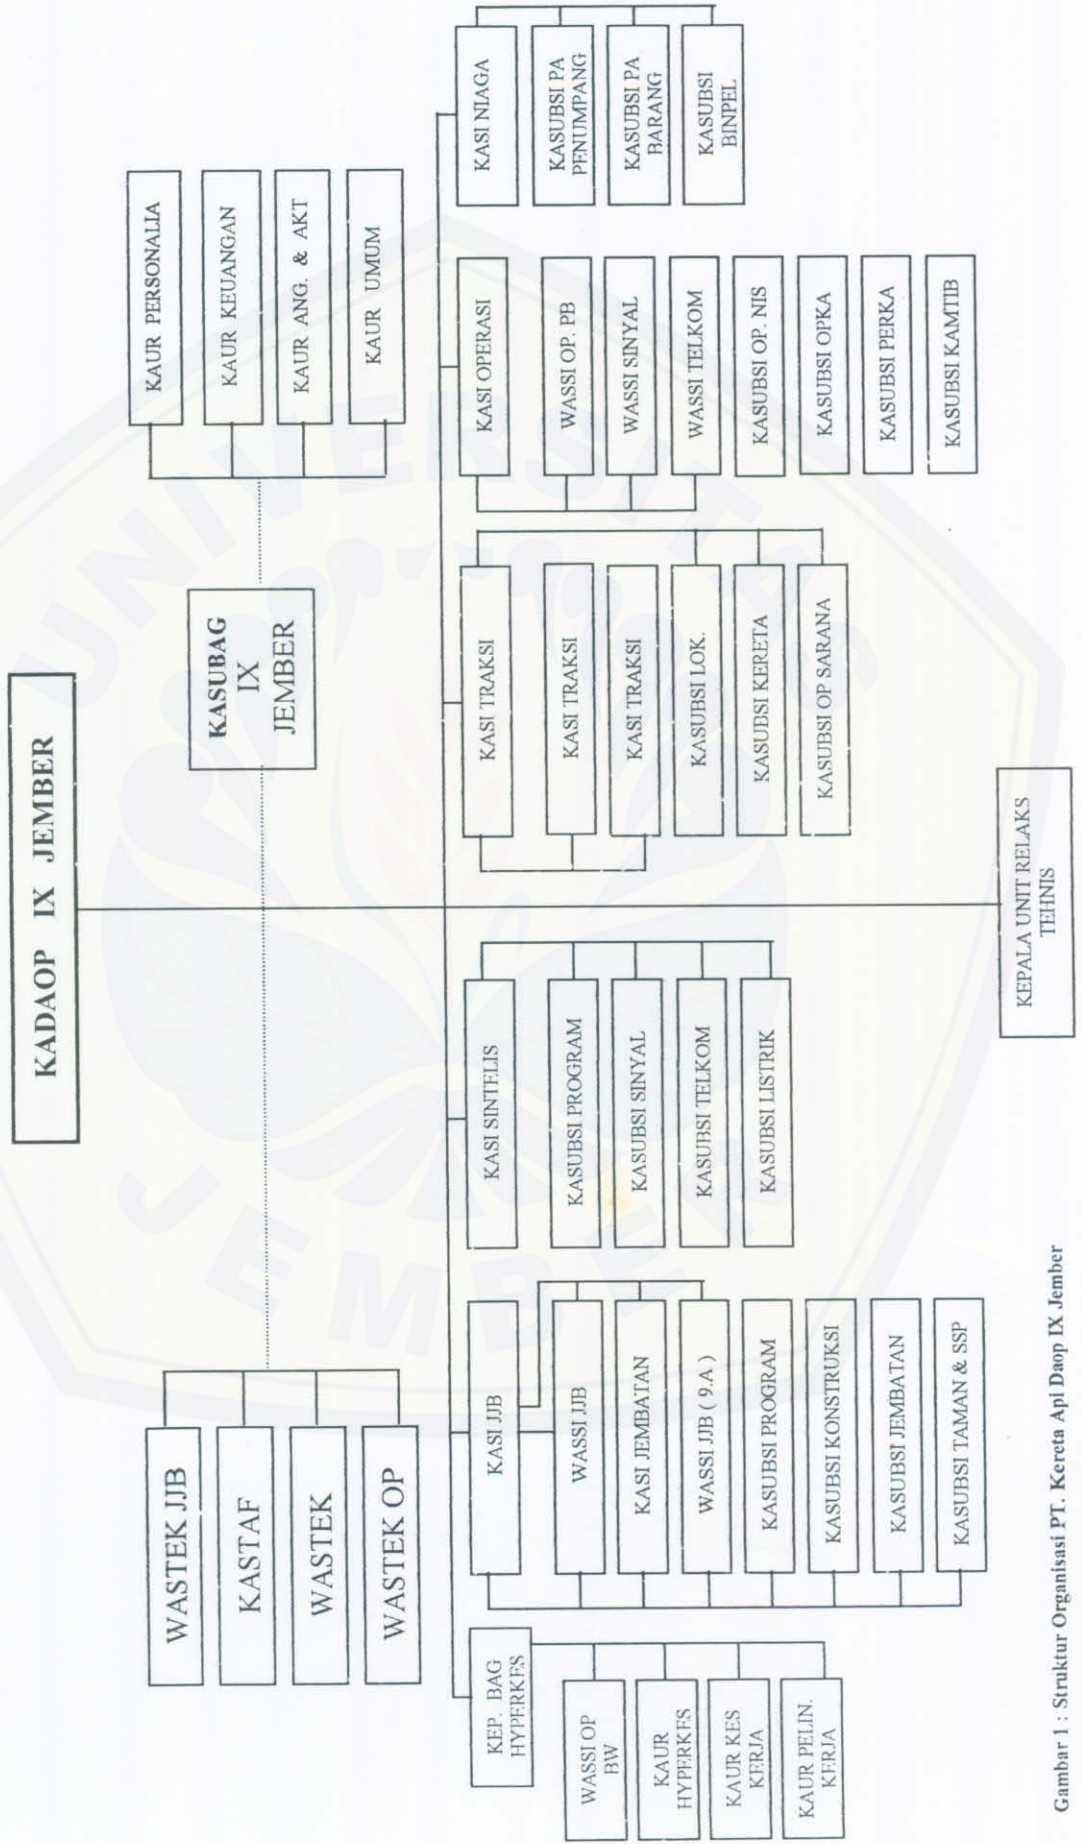 KADAOP IX JEMBER
WASTEK JJB
KASTAF
WASTEK
WASTEK OP
KASUBAG
IX
JEMBER
KAUR PERSONALIA
KAUR KEUANGAN
KAUR ANG. & AKT
KAUR UMUM
KEP. BAG
HYPERKES
WASSI OP
BW
KAUR
HYPERKES
KAUR KES
KERJA
KAUR PELIN.
KERJA
KASI JJB
WASSI JJB
KASI JEMBATAN
WASSI JJB ( 9.A )
KASUBSI PROGRAM
KASUBSI KONSTRUKSI
KASUBSI JEMBATAN
KASUBSI TAMAN & SSP
KASI SINTELIS
KASUBSI PROGRAM
KASUBSI SINYAL
KASUBSI TELKOM
KASUBSI LISTRIK
KASI TRAKSI
KASI TRAKSI
KASI TRAKSI
KASUBSI LOK.
KASUBSI KERETA
KASUBSI OP SARANA
KASI OPERASI
WASSI OP. PB
WASSI SINYAL
WASSI TELKOM
KASUBSI OP. NIS
KASUBSI OPKA
KASUBSI PERKA
KASUBSI KAMTIB
KASI NIAGA
KASUBSI PA
PENUMPANG
KASUBSI PA
BARANG
KASUBSI
BINPEL
KEPALA UNIT RELAKS
TEHNIS
Gambar 1 : Struktur Organisasi PT. Kereta Api Daop IX Jember
UNIVERSITAS
JEMBER